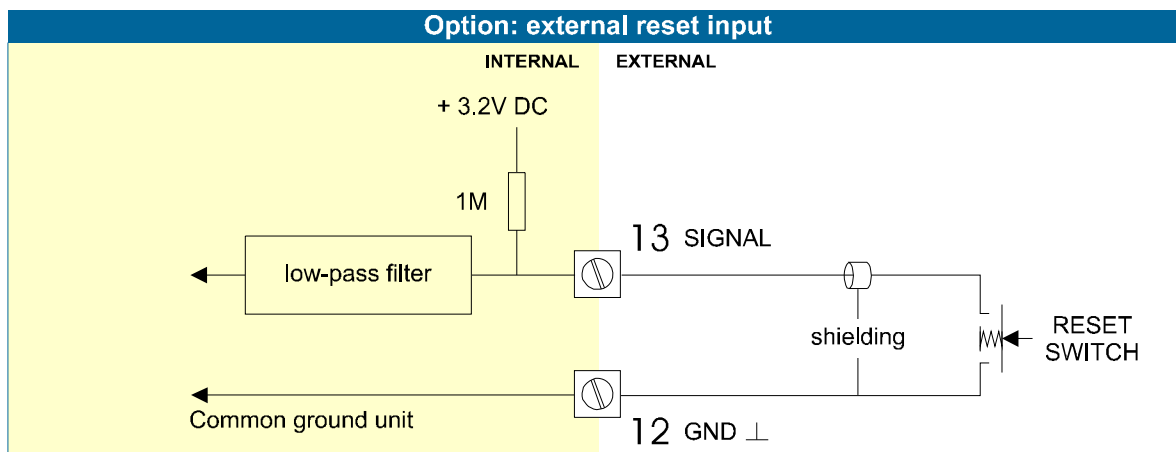 Option: external reset input
INTERNAL
EXTERNAL
+ 3.2V DC
1M
low-pass filter
13 SIGNAL
shielding
RESET
SWITCH
Common ground unit
12 GND ⊥